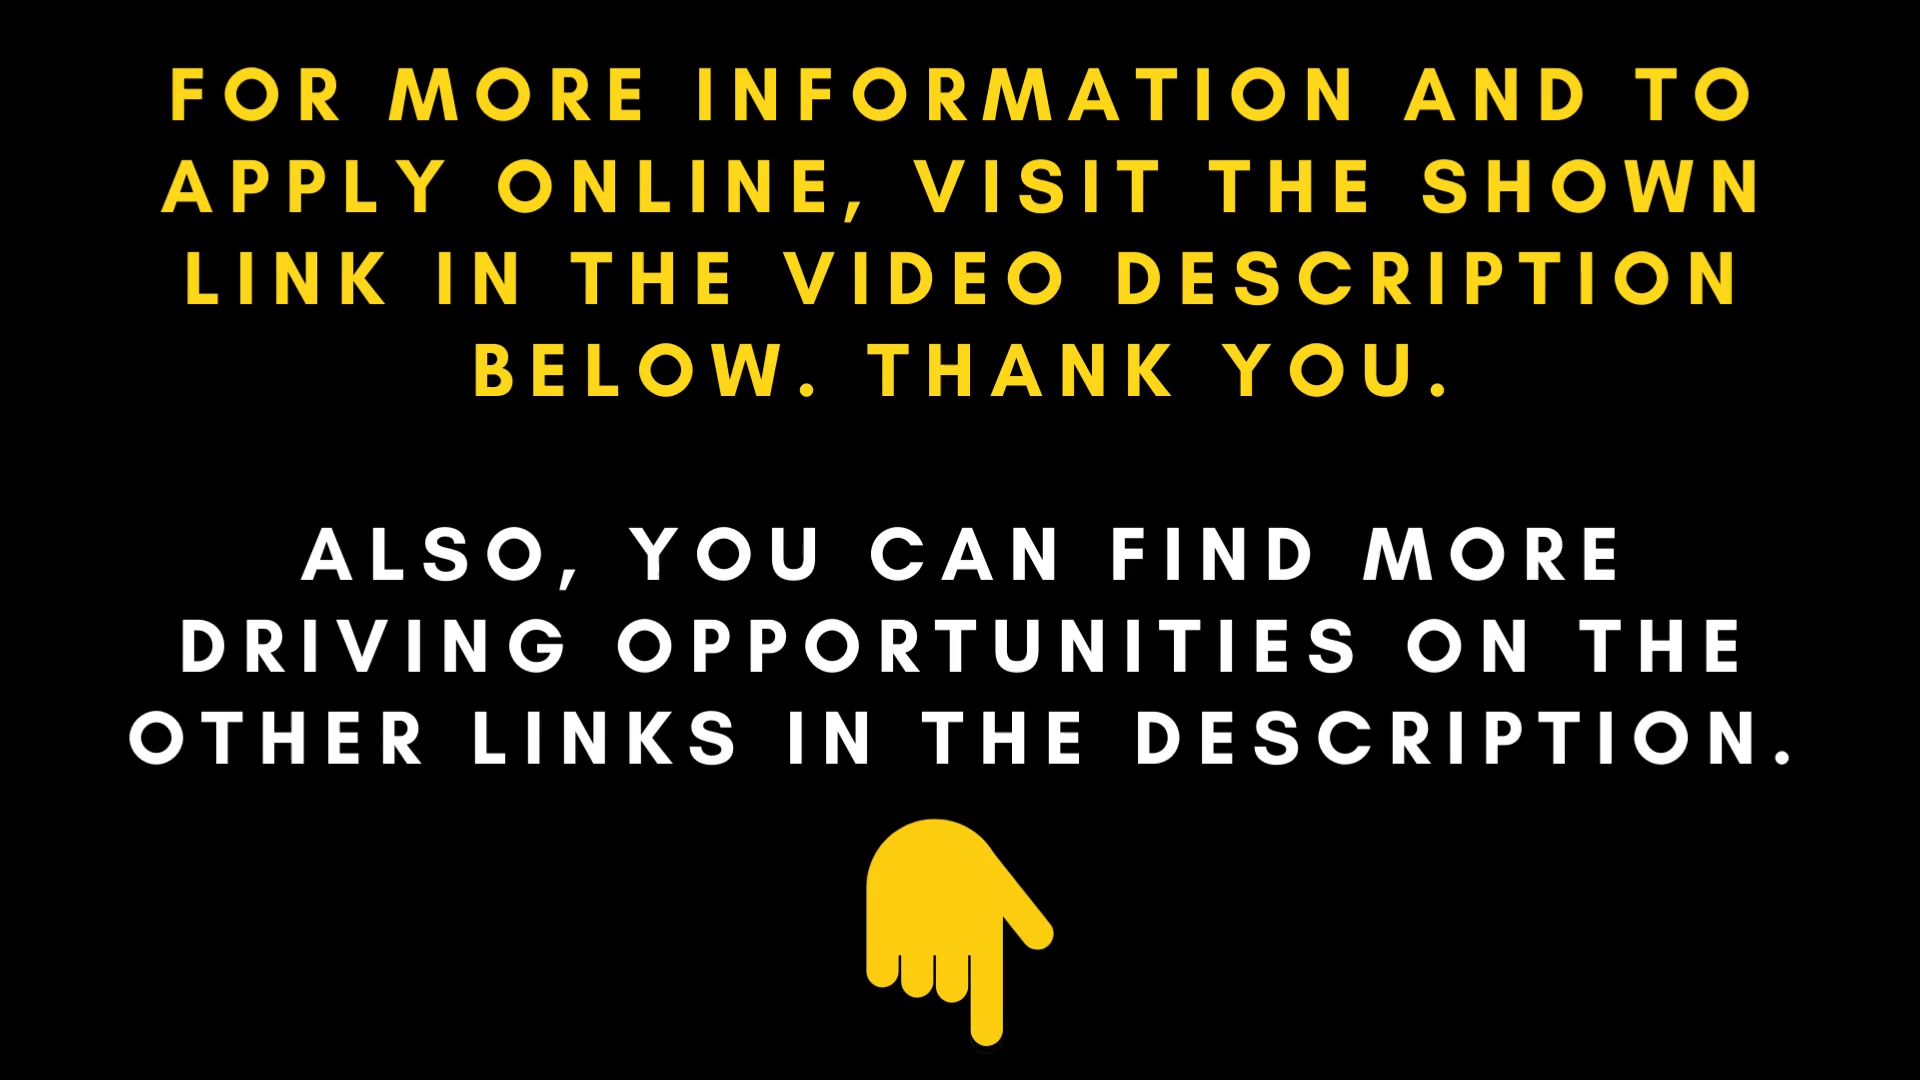 FOR MORE INFORMATION AND TO
APPLY ONLINE, VISIT THE SHOWN
LINK IN THE VIDEO DESCRIPTION
BELOW. THANK YOU.
ALSO, YOU CAN FIND MORE
DRIVING OPPORTUNITIES ON THE
OTHER LINKS IN THE DESCRIPTION.